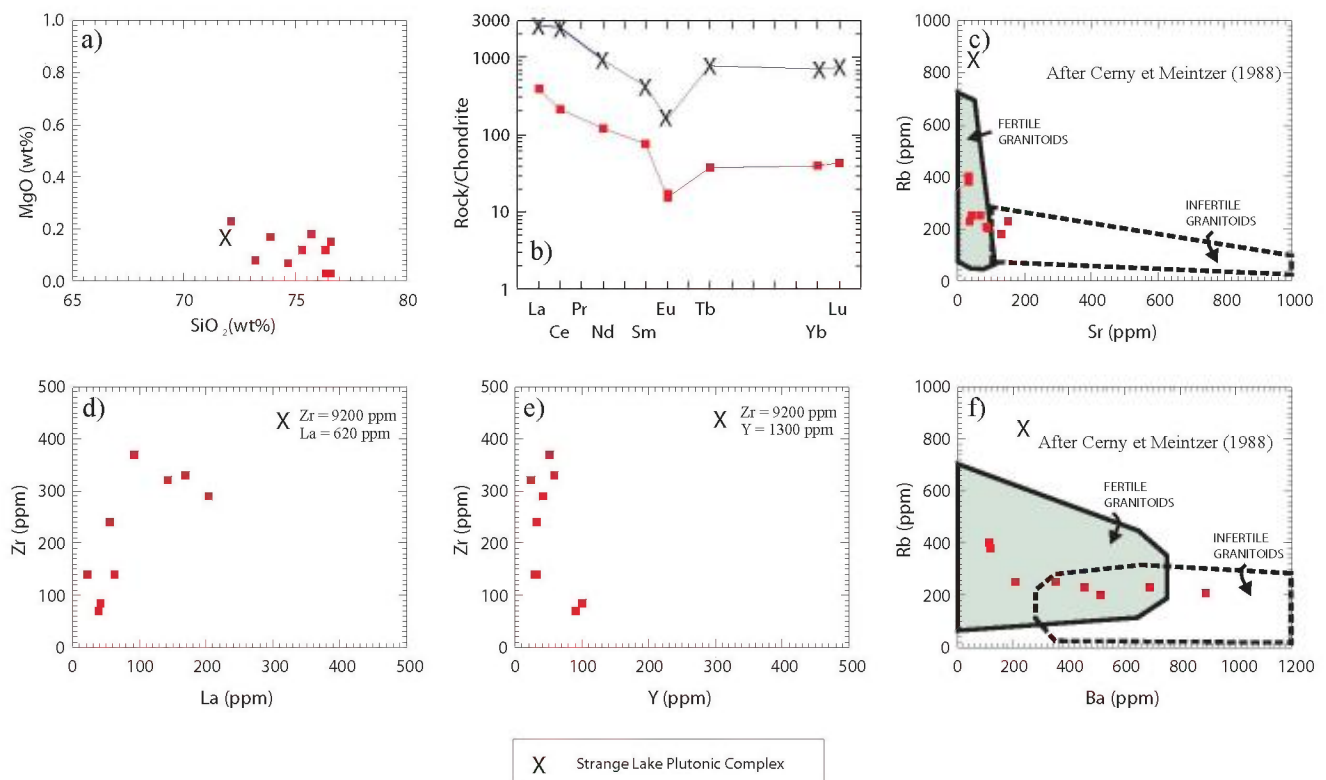 a)
MgO (wt%)
1.0
0.8
0.6
0.4
0.2
0.0
X
65
70
75
80
SiO2(wt%)
b)
Rock/Chondrite
3000
1000
100
10
1
La
Ce
Pr
Nd
Sm
Eu
Tb
Yb
Lu
c)
Rb (ppm)
1000
800
600
400
200
0
X
After Cerny et Meintzer (1988)
FERTILE
GRANITOIDS
INFERTILE
GRANITOIDS
0
200
400
600
800
1000
Sr (ppm)
d)
Zr (ppm)
500
400
300
200
100
0
X
Zr = 9200 ppm
La = 620 ppm
0
100
200
300
400
500
La (ppm)
e)
Zr (ppm)
500
400
300
200
100
0
X
Zr = 9200 ppm
Y = 1300 ppm
0
100
200
300
400
500
Y (ppm)
f)
Rb (ppm)
1000
800
600
400
200
0
X
After Cerny et Meintzer (1988)
FERTILE
GRANITOIDS
INFERTILE
GRANITOIDS
0
200
400
600
800
1000
1200
Ba (ppm)
X Strange Lake Plutonic Complex